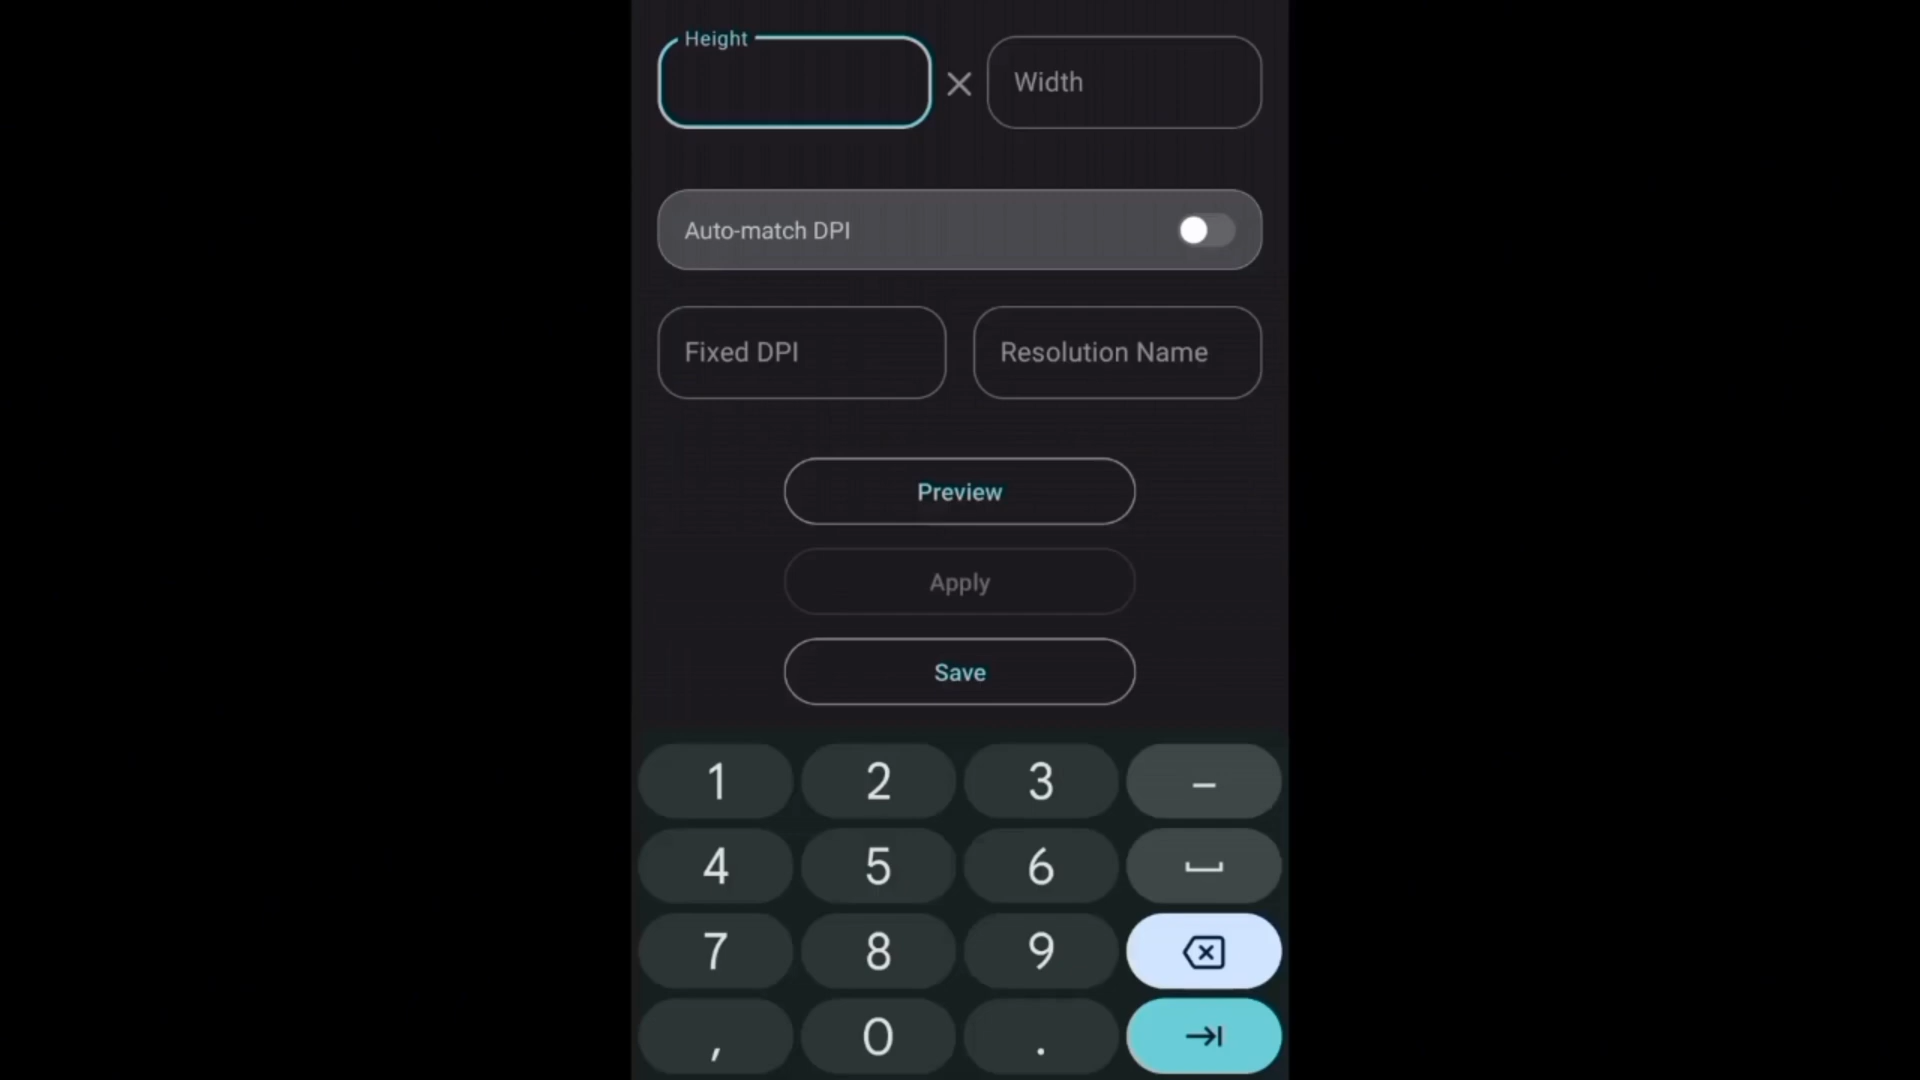 Height
Width
Auto-match DPI
Fixed DPI
Resolution Name
Preview
Apply
Save
1 2 3 –
4 5 6
7 8 9
, 0 .